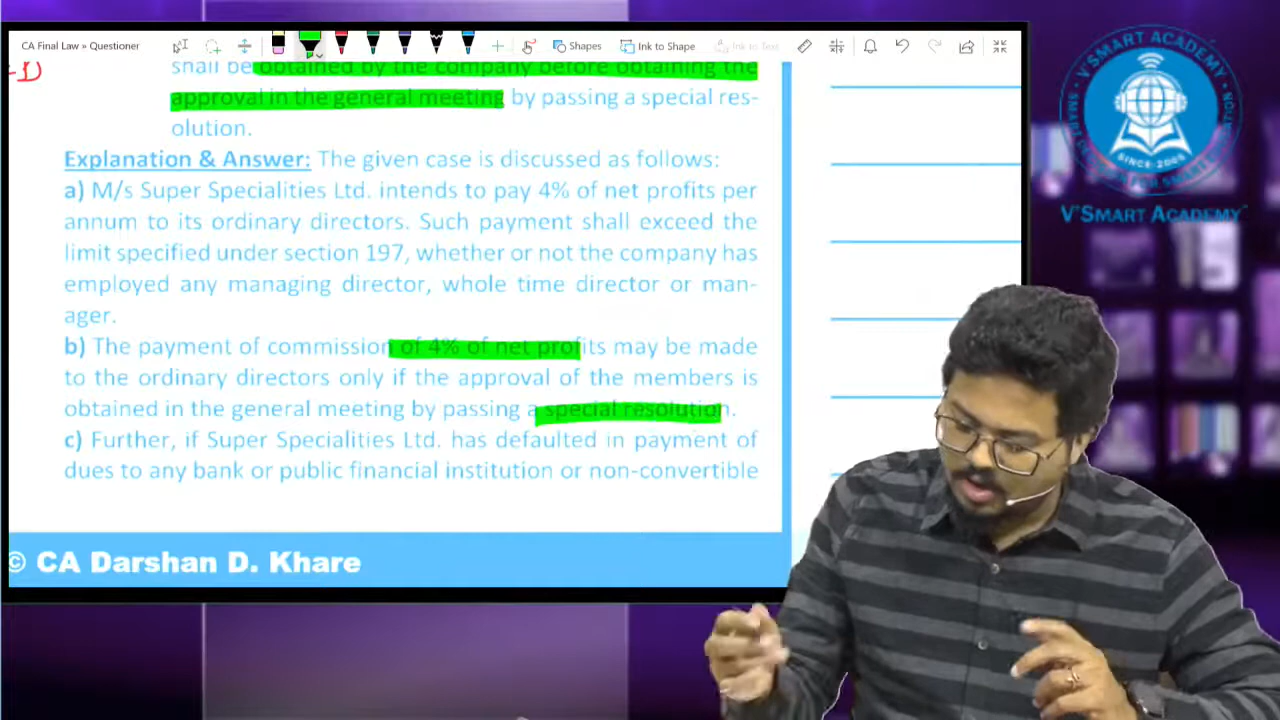 CA Final Law » Questioner
Shapes
Ink to Shape
Ink to Text
-D
shall be obtained by the company before obtaining the
approval in the general meeting by passing a special res-
olution.
Explanation & Answer: The given case is discussed as follows:
a) M/s Super Specialities Ltd. intends to pay 4% of net profits per
annum to its ordinary directors. Such payment shall exceed the
limit specified under section 197, whether or not the company has
employed any managing director, whole time director or man-
ager.
b) The payment of commission of 4% of net profits may be made
to the ordinary directors only if the approval of the members is
obtained in the general meeting by passing a special resolution.
c) Further, if Super Specialities Ltd. has defaulted in payment of
dues to any bank or public financial institution or non-convertible
© CA Darshan D. Khare
V'SMART ACADEMY
SINCE-2006
V'SMART ACADEMY